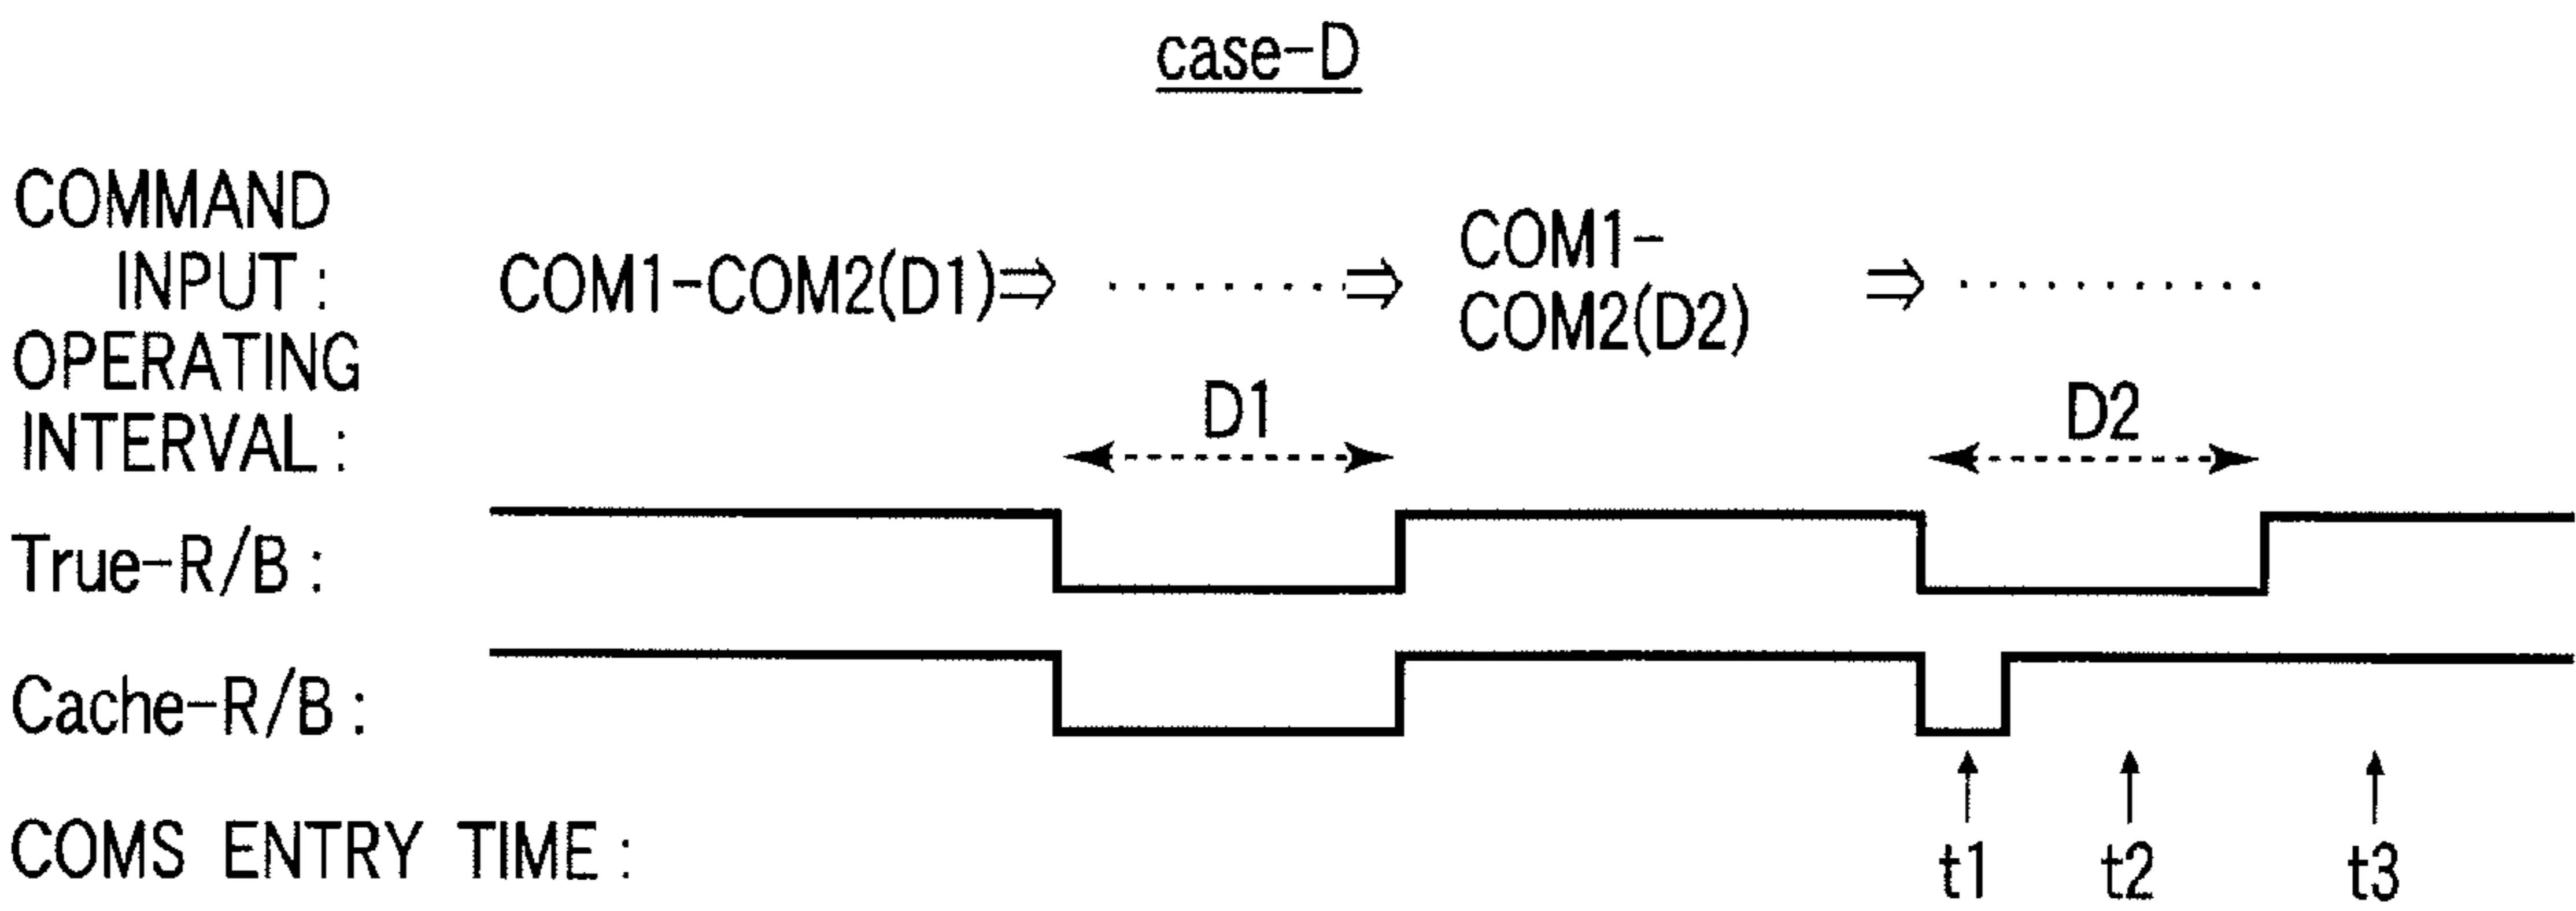 case-D
COMMAND
INPUT :
COM1-COM2(D1)⇒ ········⇒ COM1-
COM2(D2) ⇒ ···········
OPERATING
INTERVAL :
D1
D2
True-R/B :
Cache-R/B :
COMS ENTRY TIME :
t1 t2 t3